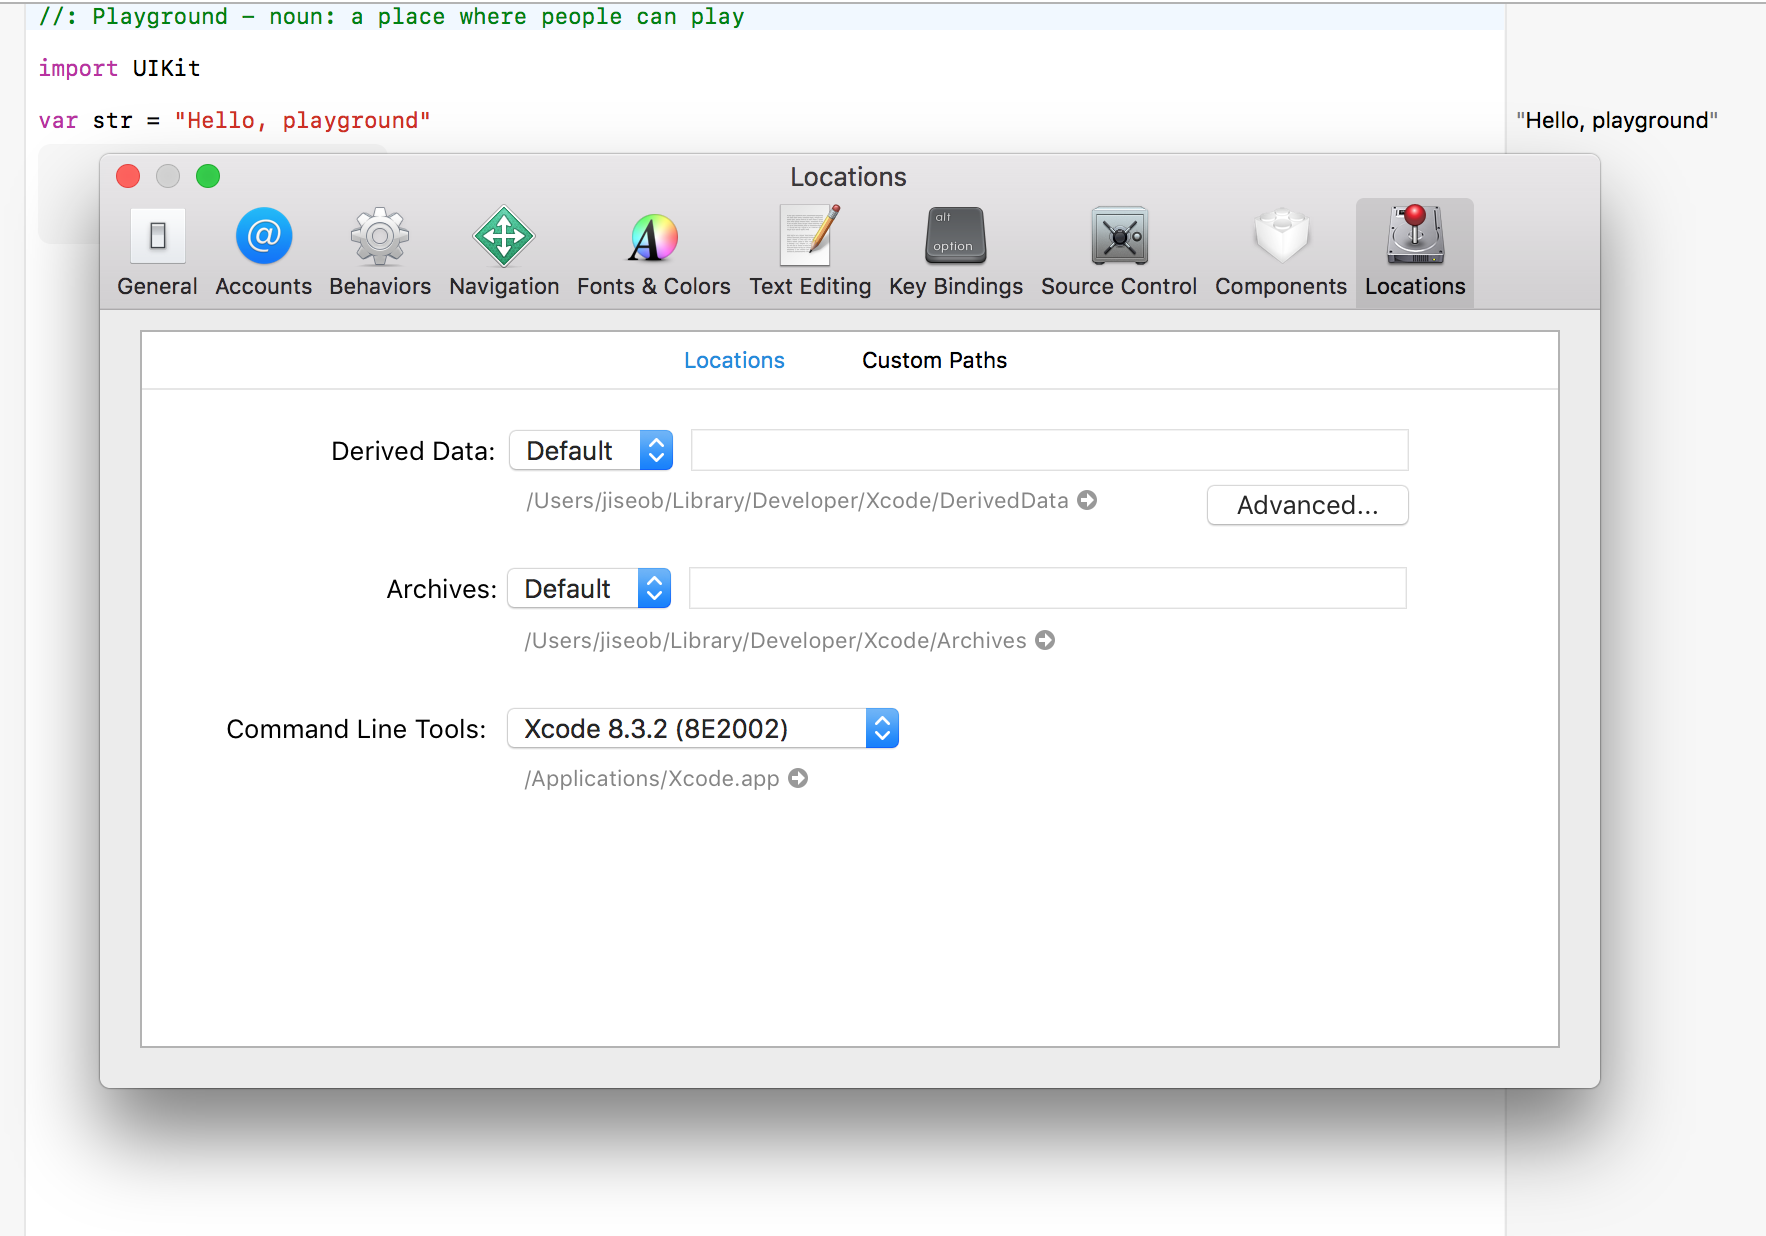 //: Playground - noun: a place where people can play
import UIKit
var str = "Hello, playground"
"Hello, playground"
Locations
alt
option
General Accounts Behaviors Navigation Fonts & Colors Text Editing Key Bindings Source Control Components Locations
Locations Custom Paths
Derived Data: Default
/Users/jiseob/Library/Developer/Xcode/DerivedData
Advanced...
Archives: Default
/Users/jiseob/Library/Developer/Xcode/Archives
Command Line Tools: Xcode 8.3.2 (8E2002)
/Applications/Xcode.app